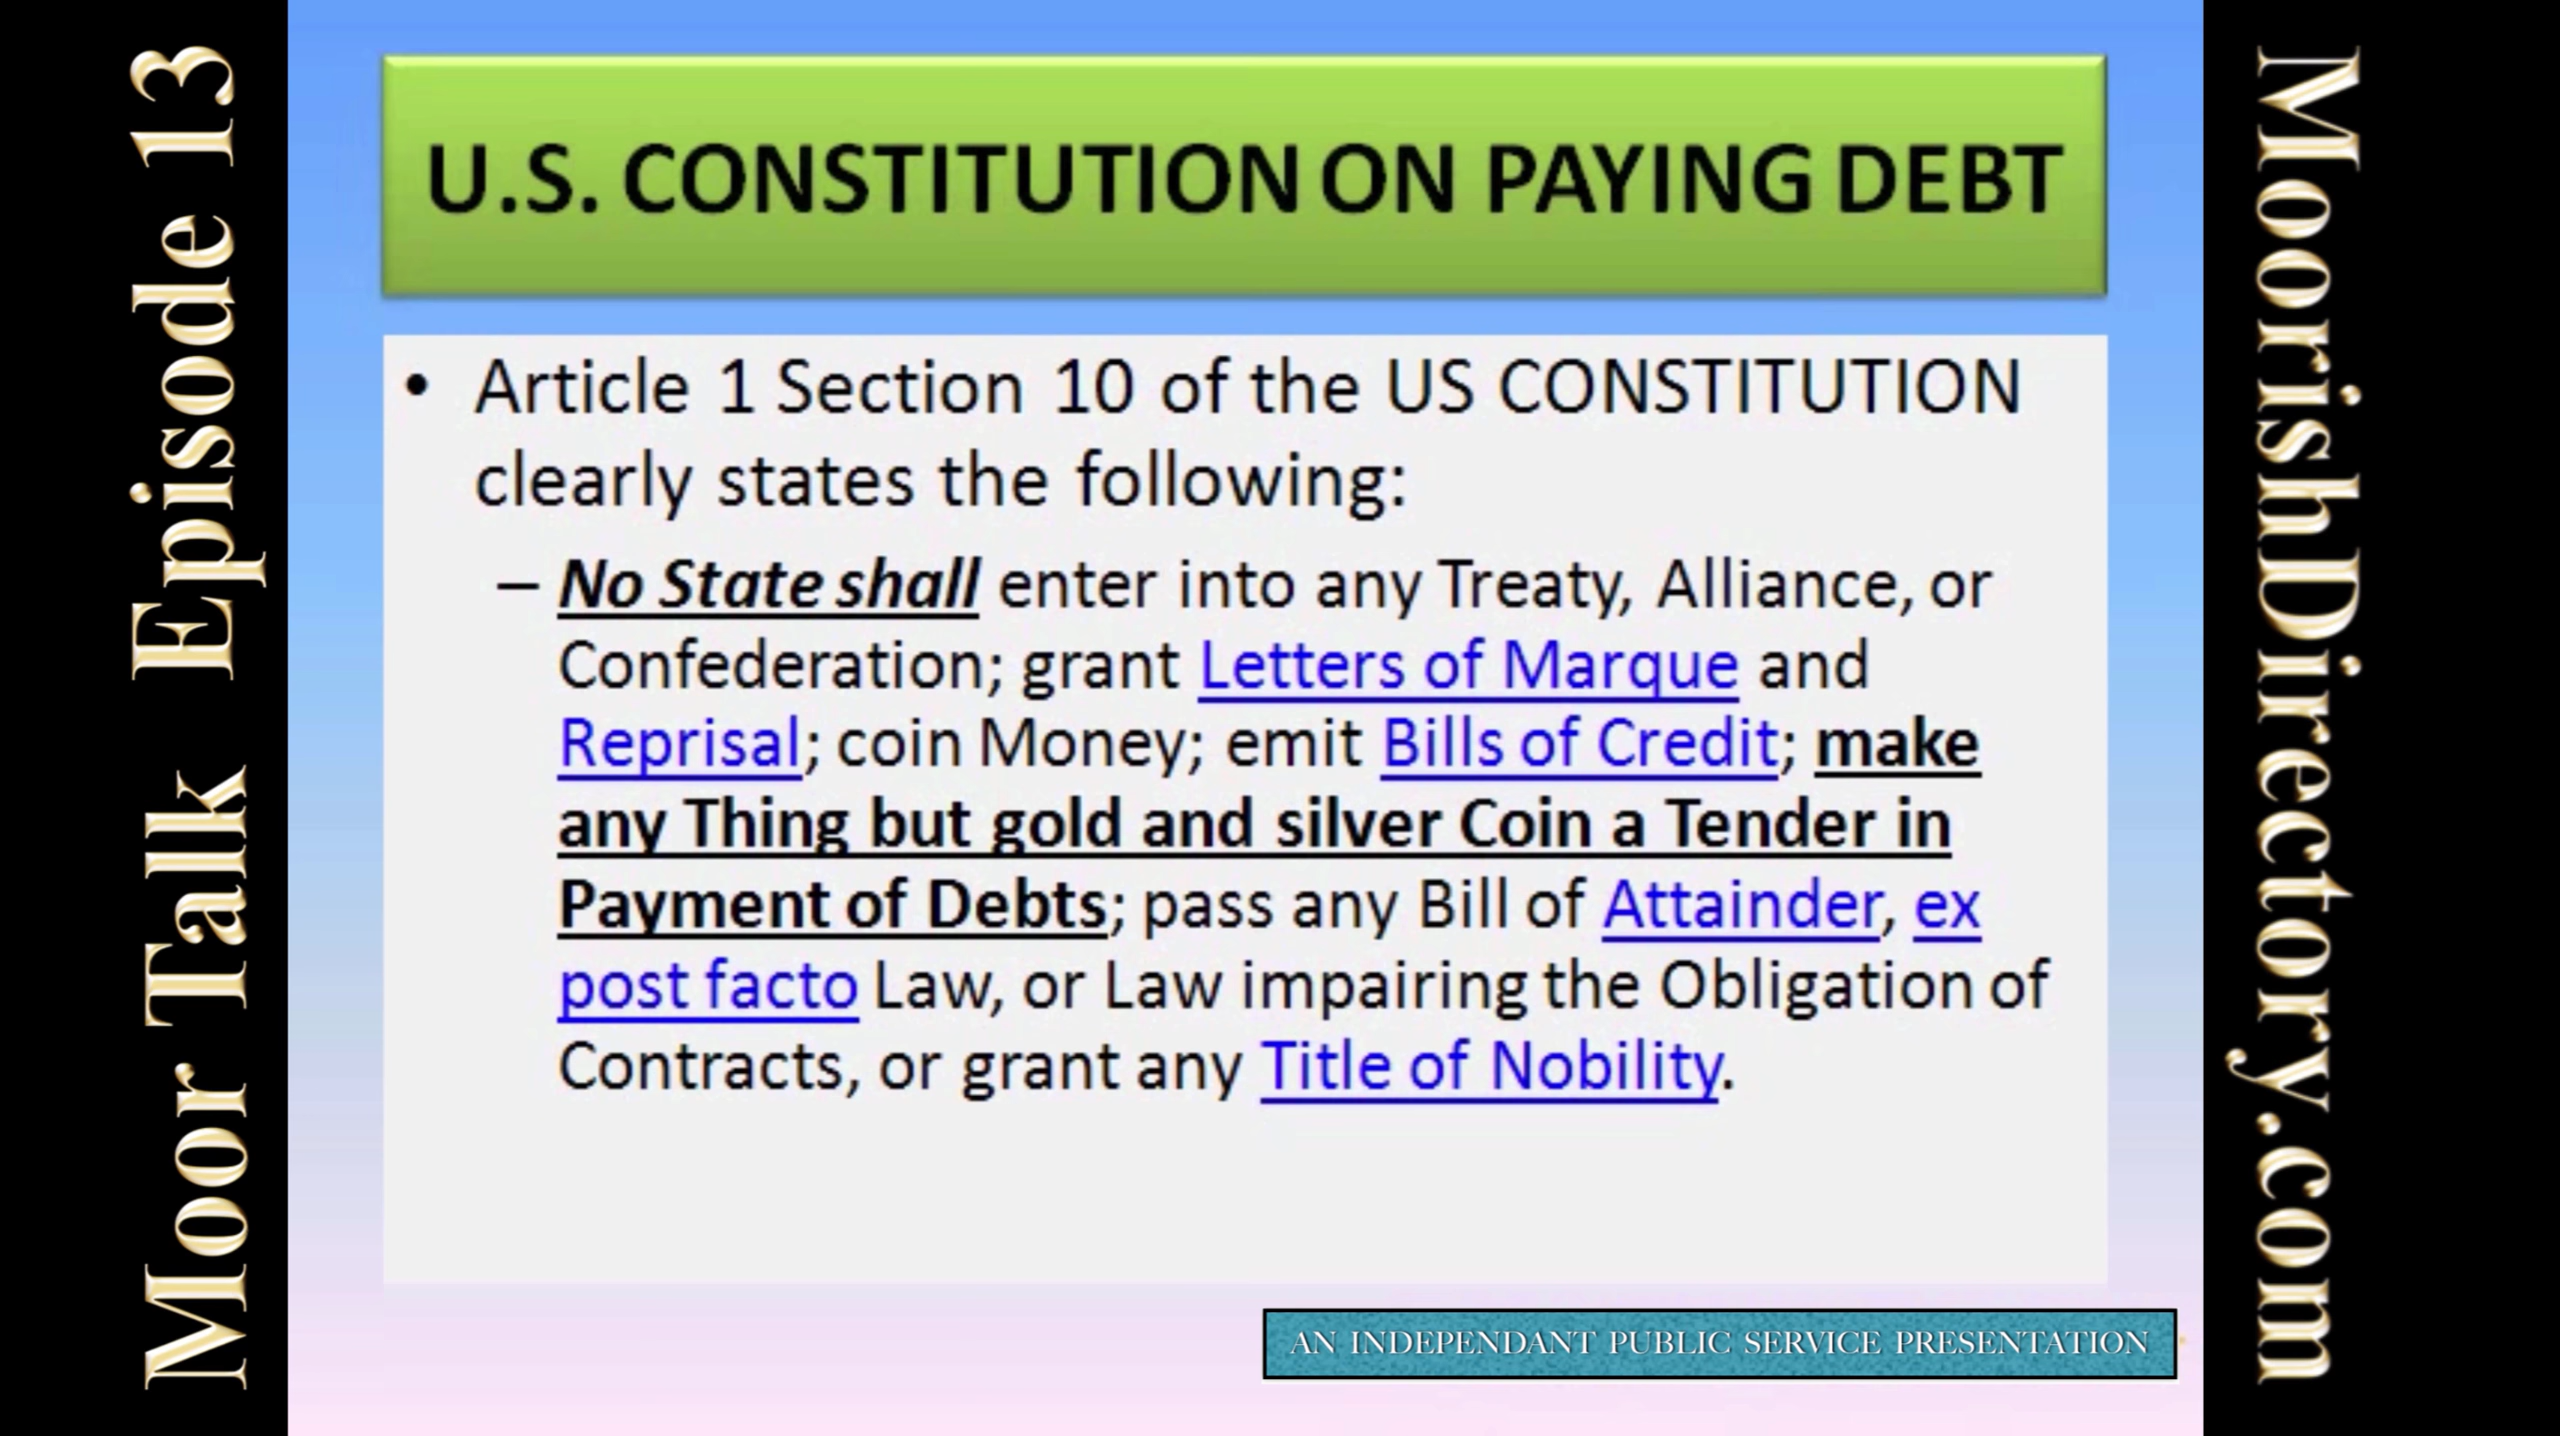 Moor Talk Episode 13
U.S. CONSTITUTION ON PAYING DEBT
• Article 1 Section 10 of the US CONSTITUTION
clearly states the following:
– No State shall enter into any Treaty, Alliance, or
Confederation; grant Letters of Marque and
Reprisal; coin Money; emit Bills of Credit; make
any Thing but gold and silver Coin a Tender in
Payment of Debts; pass any Bill of Attainder, ex
post facto Law, or Law impairing the Obligation of
Contracts, or grant any Title of Nobility.
AN INDEPENDANT PUBLIC SERVICE PRESENTATION
MoorishDirectory.com